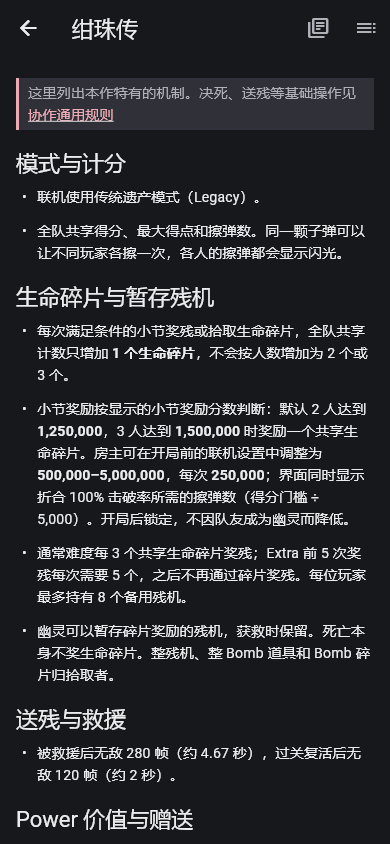 绀珠传
这里列出本作特有的机制。决死、送残等基础操作见
协作通用规则
模式与计分
• 联机使用传统遗产模式（Legacy）。
• 全队共享得分、最大得点和擦弹数。同一颗子弹可以
让不同玩家各擦一次，各人的擦弹都会显示闪光。
生命碎片与暂存残机
• 每次满足条件的小节奖残或拾取生命碎片，全队共享
计数只增加 1 个生命碎片，不会按人数增加为 2 个或
3 个。
• 小节奖励按显示的小节奖励分数判断：默认 2 人达到
1,250,000，3 人达到 1,500,000 时奖励一个共享生
命碎片。房主可在开局前的联机设置中调整为
500,000–5,000,000，每次 250,000；界面同时显示
折合 100% 击破率所需的擦弹数（得分门槛 ÷
5,000）。开局后锁定，不因队友成为幽灵而降低。
• 通常难度每 3 个共享生命碎片奖残；Extra 前 5 次奖
残每次需要 5 个，之后不再通过碎片奖残。每位玩家
最多持有 8 个备用残机。
• 幽灵可以暂存碎片奖励的残机，获救时保留。死亡本
身不奖生命碎片。整残机、整 Bomb 道具和 Bomb 碎
片归拾取者。
送残与救援
• 被救援后无敌 280 帧（约 4.67 秒），过关复活后无
敌 120 帧（约 2 秒）。
Power 价值与赠送